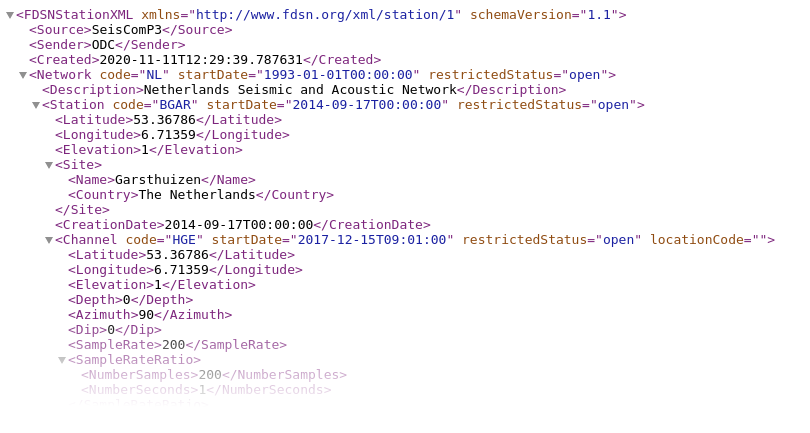 <FDSNStationXML xmlns="http://www.fdsn.org/xml/station/1" schemaVersion="1.1">
<Source>SeisComP3</Source>
<Sender>ODC</Sender>
<Created>2020-11-11T12:29:39.787631</Created>
<Network code="NL" startDate="1993-01-01T00:00:00" restrictedStatus="open">
<Description>Netherlands Seismic and Acoustic Network</Description>
<Station code="BGAR" startDate="2014-09-17T00:00:00" restrictedStatus="open">
<Latitude>53.36786</Latitude>
<Longitude>6.71359</Longitude>
<Elevation>1</Elevation>
<Site>
<Name>Garsthuizen</Name>
<Country>The Netherlands</Country>
</Site>
<CreationDate>2014-09-17T00:00:00</CreationDate>
<Channel code="HGE" startDate="2017-12-15T09:01:00" restrictedStatus="open" locationCode="">
<Latitude>53.36786</Latitude>
<Longitude>6.71359</Longitude>
<Elevation>1</Elevation>
<Depth>0</Depth>
<Azimuth>90</Azimuth>
<Dip>0</Dip>
<SampleRate>200</SampleRate>
<SampleRateRatio>
<NumberSamples>200</NumberSamples>
<NumberSeconds>1</NumberSeconds>